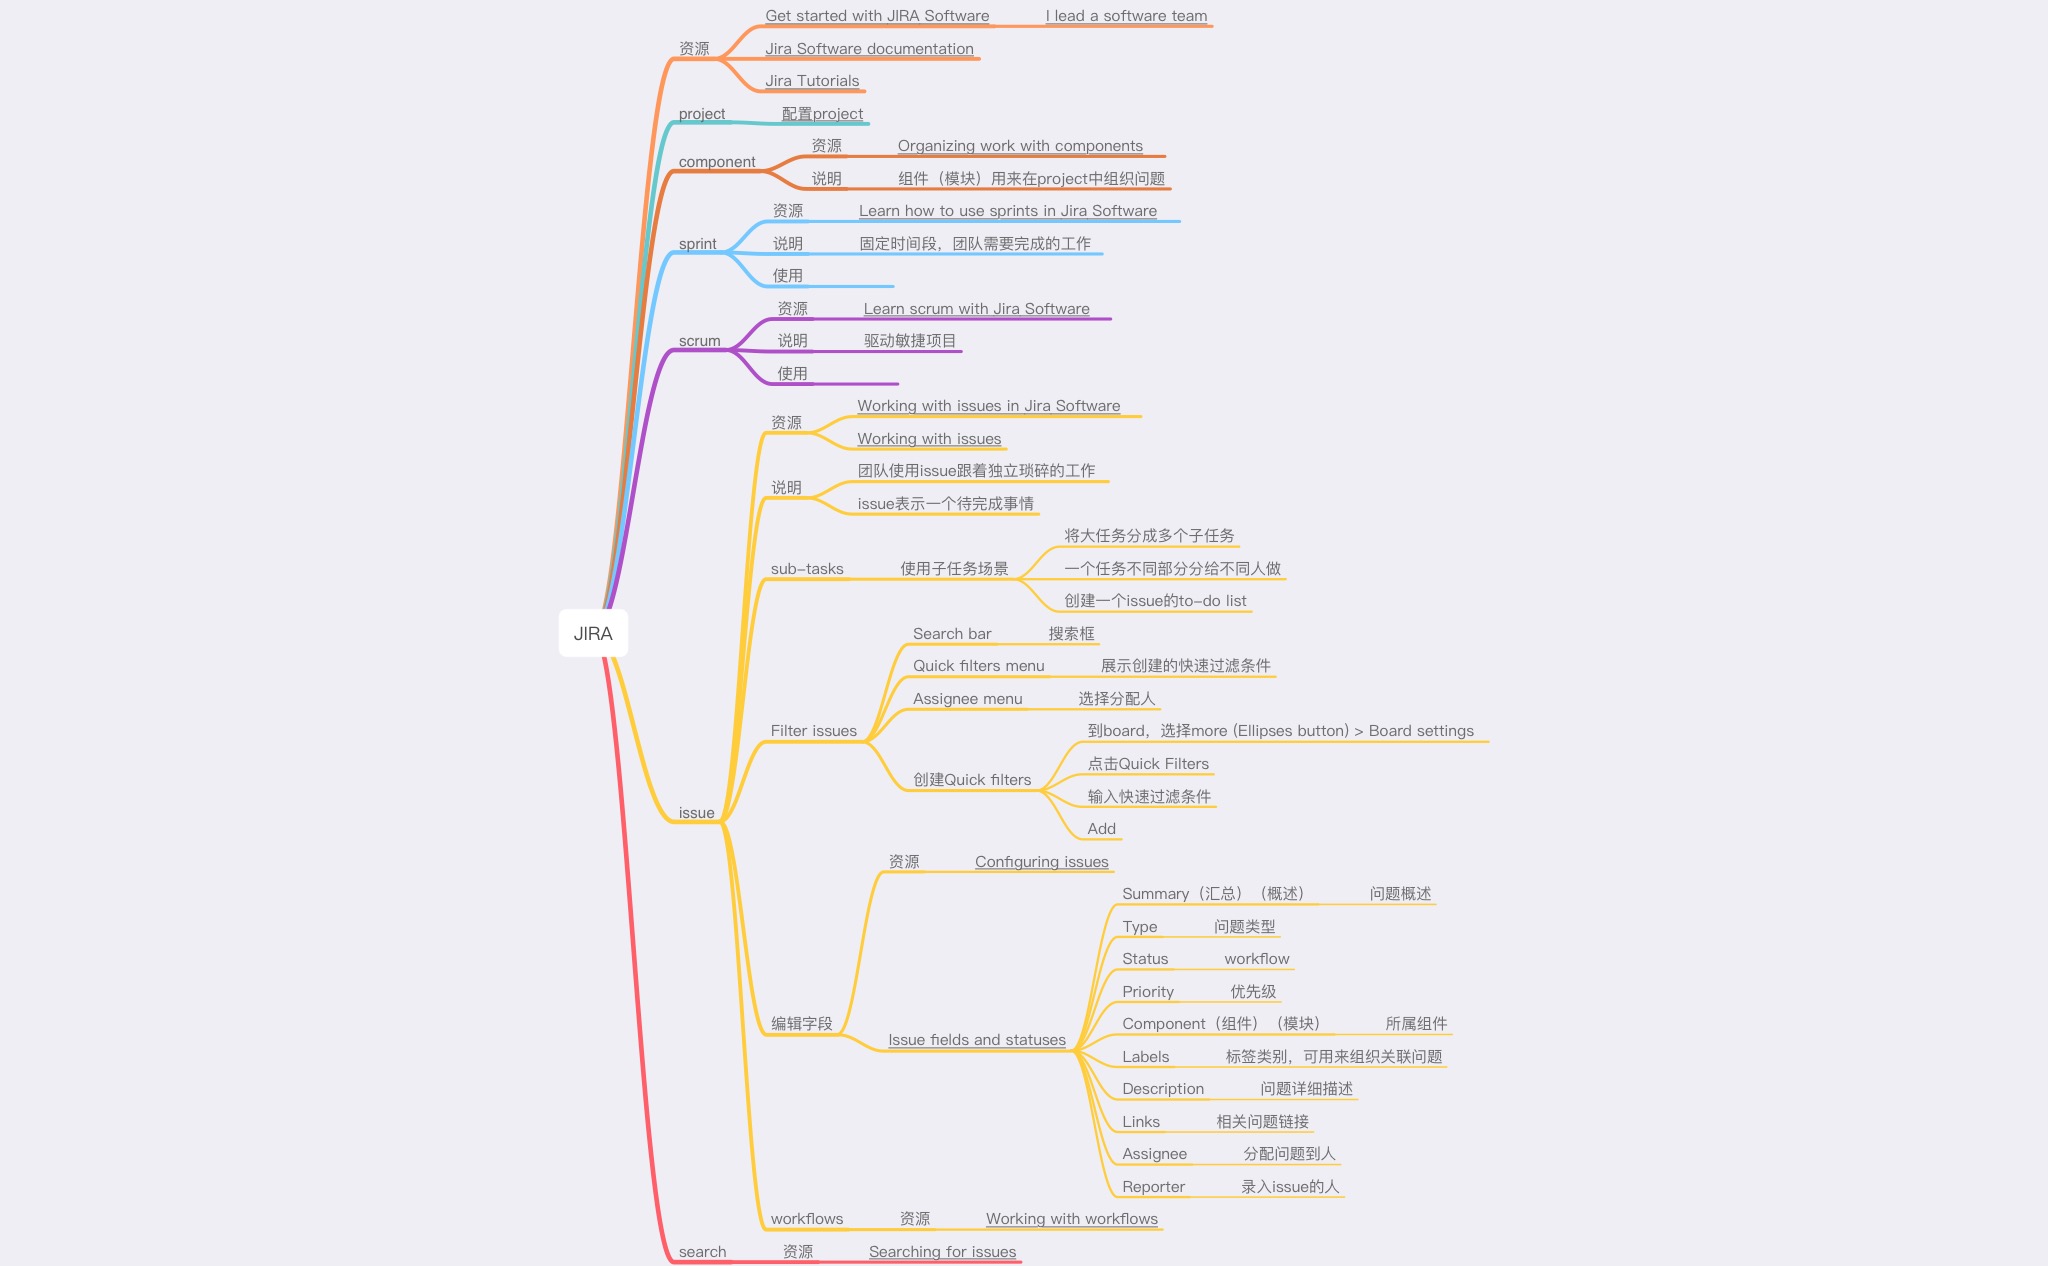 Get started with JIRA Software
I lead a software team
资源
Jira Software documentation
Jira Tutorials
project
配置project
资源
Organizing work with components
component
说明
组件（模块）用来在project中组织问题
资源
Learn how to use sprints in Jira Software
sprint
说明
固定时间段，团队需要完成的工作
使用
资源
Learn scrum with Jira Software
scrum
说明
驱动敏捷项目
使用
Working with issues in Jira Software
资源
Working with issues
团队使用issue跟着独立琐碎的工作
说明
issue表示一个待完成事情
将大任务分成多个子任务
sub-tasks
使用子任务场景
一个任务不同部分分给不同人做
创建一个issue的to-do list
JIRA
Search bar
搜索框
Quick filters menu
展示创建的快速过滤条件
Assignee menu
选择分配人
Filter issues
到board，选择more (Ellipses button) > Board settings
创建Quick filters
点击Quick Filters
输入快速过滤条件
Add
issue
资源
Configuring issues
Summary（汇总）（概述）
问题概述
Type
问题类型
Status
workflow
Priority
优先级
编辑字段
Issue fields and statuses
Component（组件）（模块）
所属组件
Labels
标签类别，可用来组织关联问题
Description
问题详细描述
Links
相关问题链接
Assignee
分配问题到人
Reporter
录入issue的人
workflows
资源
Working with workflows
search
资源
Searching for issues